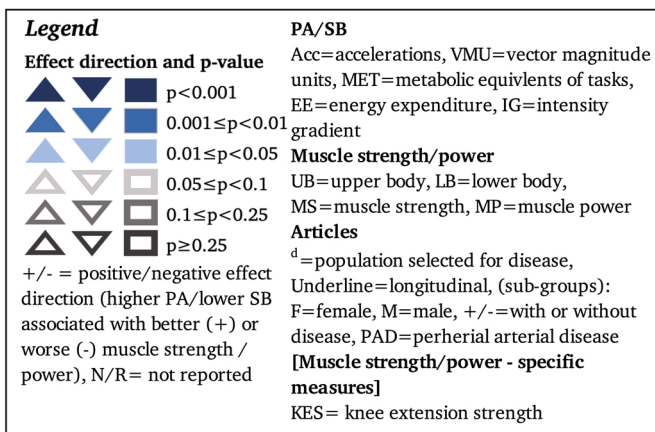 Legend
Effect direction and p-value
p<0.001
0.001≤p<0.01
0.01≤p<0.05
0.05≤p<0.1
0.1≤p<0.25
p≥0.25
+/- = positive/negative effect
direction (higher PA/lower SB
associated with better (+) or
worse (-) muscle strength /
power), N/R= not reported
PA/SB
Acc=accelerations, VMU=vector magnitude
units, MET=metabolic equivlents of tasks,
EE=energy expenditure, IG=intensity
gradient
Muscle strength/power
UB=upper body, LB=lower body,
MS=muscle strength, MP=muscle power
Articles
d=population selected for disease,
Underline=longitudinal, (sub-groups):
F=female, M=male, +/-=with or without
disease, PAD=perherial arterial disease
[Muscle strength/power - specific
measures]
KES= knee extension strength